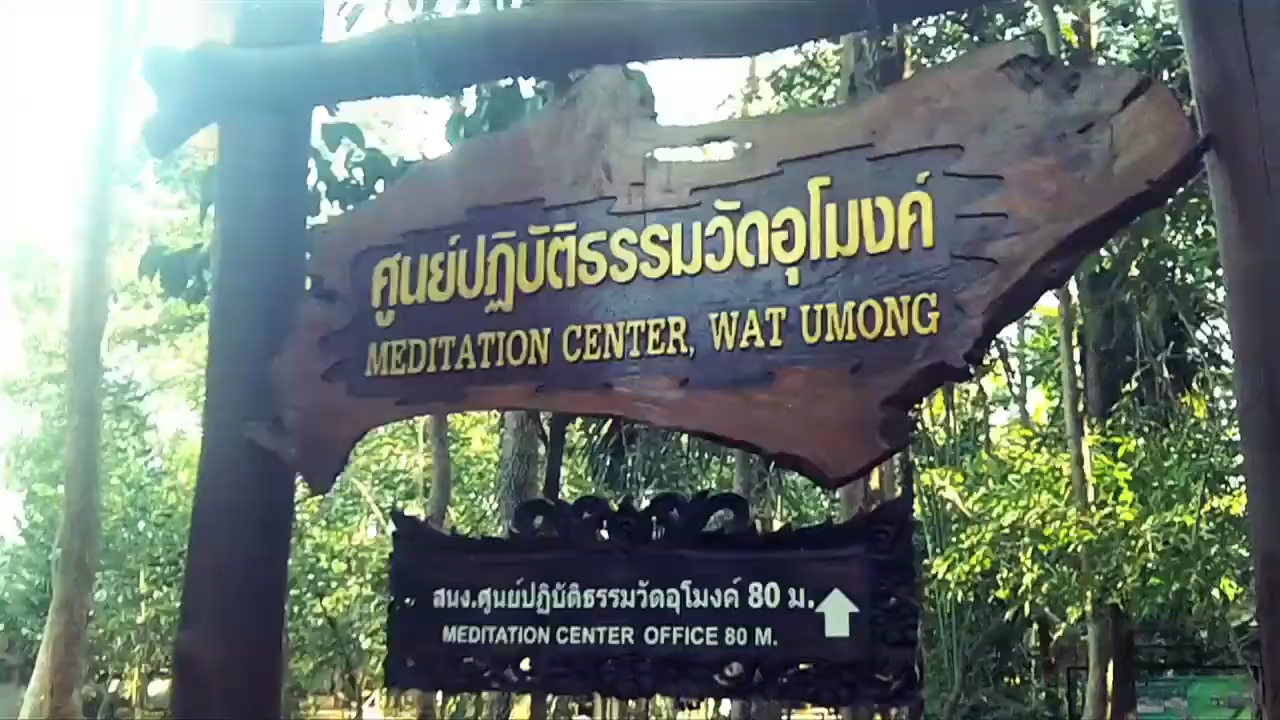 ศูนย์ปฏิบัติธรรมวัดอุโมงค์
MEDITATION CENTER, WAT UMONG
สนง.ศูนย์ปฏิบัติธรรมวัดอุโมงค์ 80 ม.
MEDITATION CENTER OFFICE 80 M.